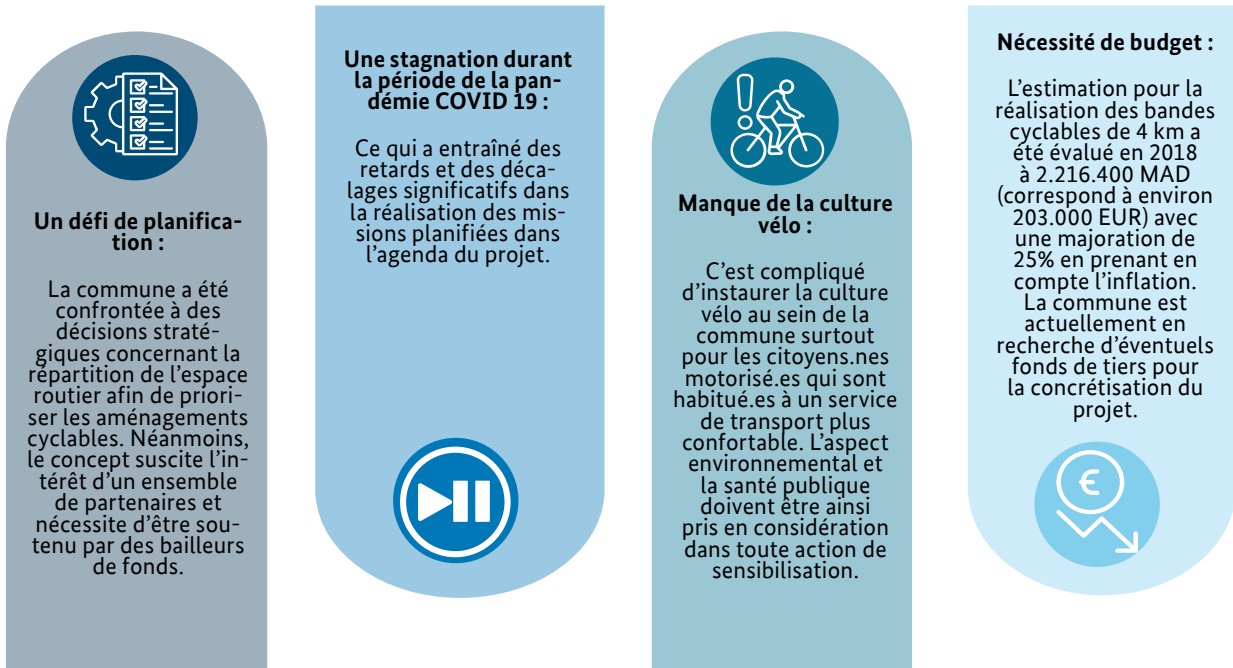 Un défi de planifica-
tion :
La commune a été
confrontée à des
décisions straté-
giques concernant la
répartition de l'espace
routier afin de priori-
ser les aménagements
cyclables. Néanmoins,
le concept suscite l'in-
térêt d'un ensemble
de partenaires et
nécessite d'être sou-
tenu par des bailleurs
de fonds.
Une stagnation durant
la période de la pan-
démie COVID 19 :
Ce qui a entraîné des
retards et des déca-
lages significatifs dans
la réalisation des mis-
sions planifiées dans
l'agenda du projet.
Manque de la culture
vélo :
C'est compliqué
d'instaurer la culture
vélo au sein de la
commune surtout
pour les citoyens.nes
motorisé.es qui sont
habitué.es à un service
de transport plus
confortable. L'aspect
environnemental et
la santé publique
doivent être ainsi
pris en considération
dans toute action de
sensibilisation.
Nécessité de budget :
L'estimation pour la
réalisation des bandes
cyclables de 4 km a
été évalué en 2018
à 2.216.400 MAD
(correspond à environ
203.000 EUR) avec
une majoration de
25% en prenant en
compte l'inflation.
La commune est
actuellement en
recherche d'éventuels
fonds de tiers pour
la concrétisation du
projet.
€